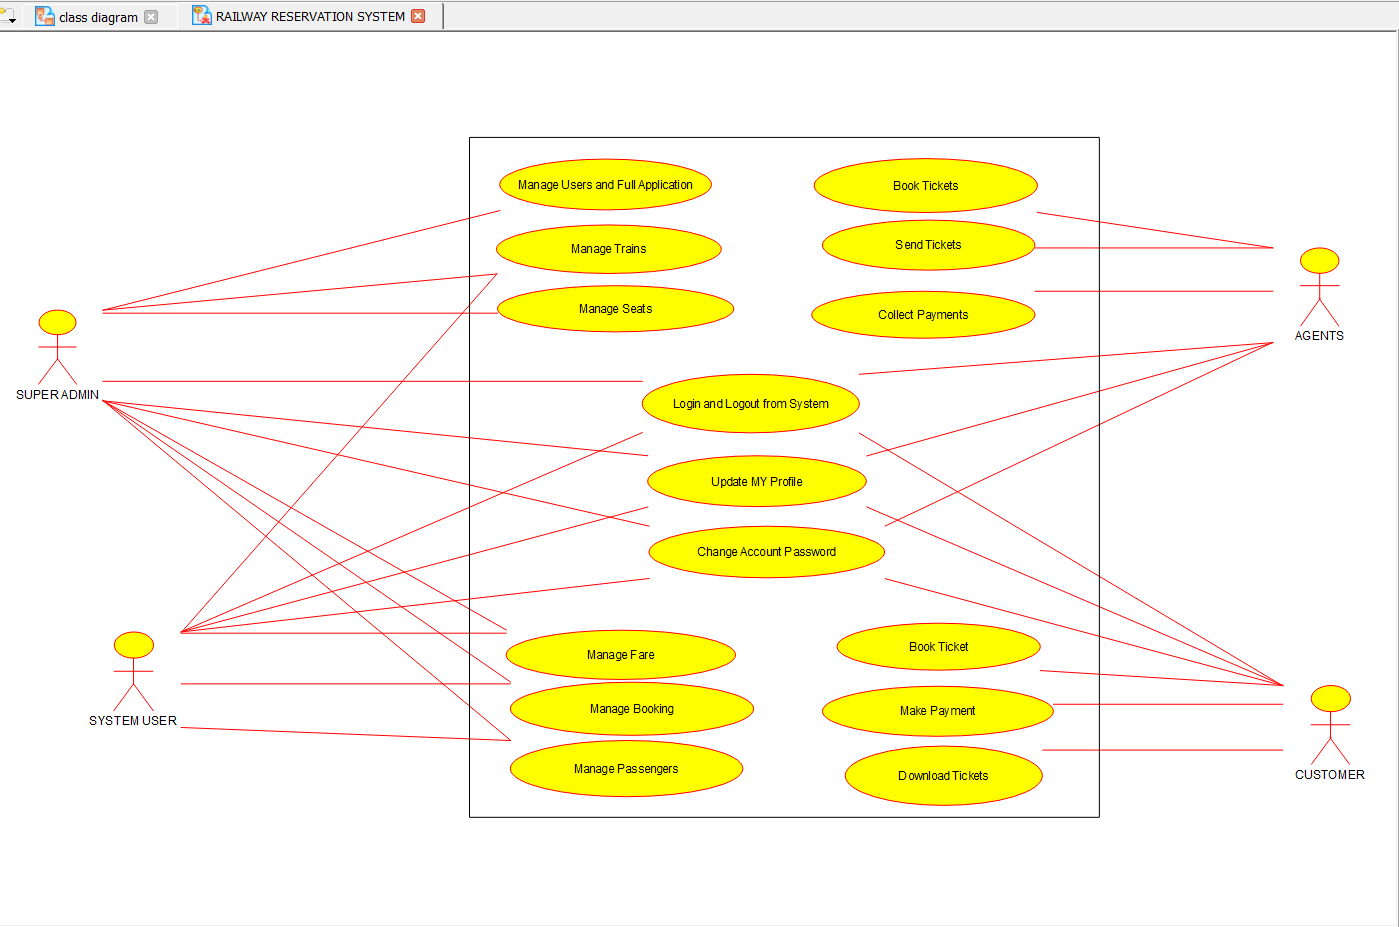 class diagram
RAILWAY RESERVATION SYSTEM
Manage Users and Full Application
Book Tickets
Manage Trains
Send Tickets
Manage Seats
Collect Payments
AGENTS
SUPER ADMIN
Login and Logout from System
Update MY Profile
Change Account Password
Manage Fare
Book Ticket
Manage Booking
Make Payment
SYSTEM USER
Manage Passengers
Download Tickets
CUSTOMER